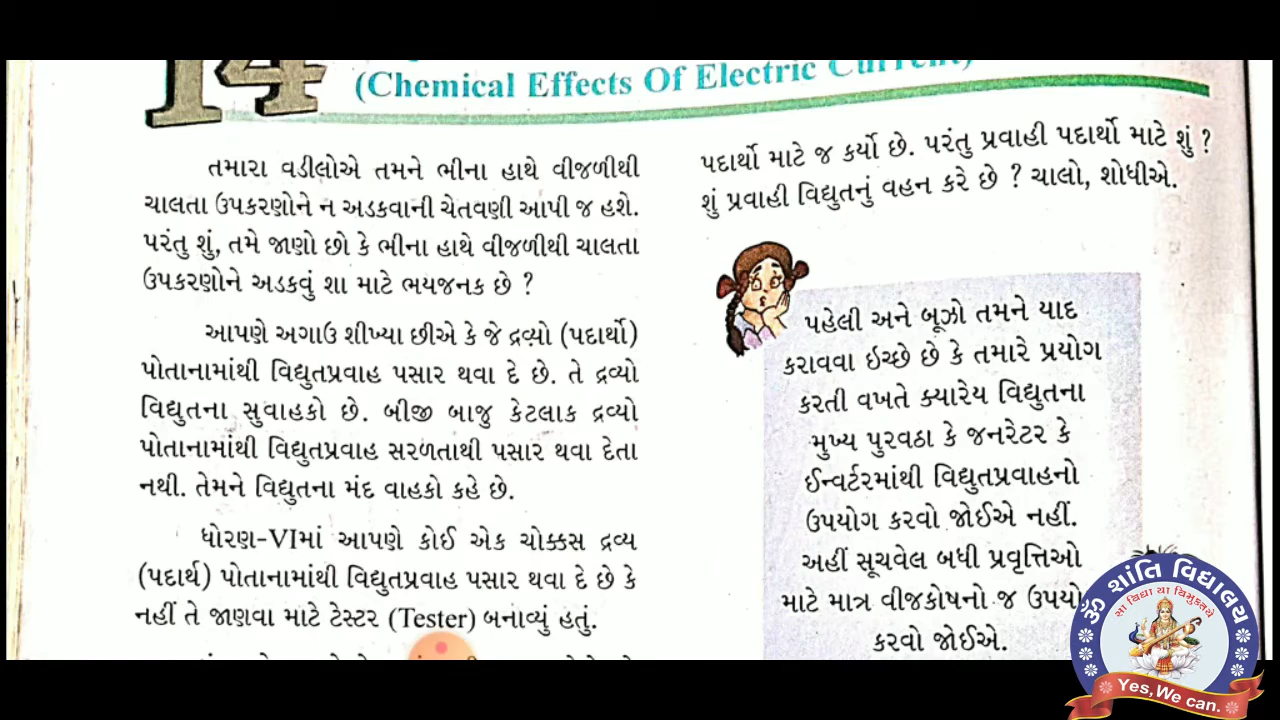 14
(Chemical Effects Of Electric Current)
તમારા વડીલોએ તમને ભીના હાથે વીજળીથી
ચાલતા ઉપકરણોને ન અડકવાની ચેતવણી આપી જ હશે.
પરંતુ શું, તમે જાણો છો કે ભીના હાથે વીજળીથી ચાલતા
ઉપકરણોને અડકવું શા માટે ભયજનક છે ?
આપણે અગાઉ શીખ્યા છીએ કે જે દ્રવ્યો (પદાર્થો)
પોતાનામાંથી વિદ્યુતપ્રવાહ પસાર થવા દે છે. તે દ્રવ્યો
વિદ્યુતના સુવાહકો છે. બીજી બાજુ કેટલાક દ્રવ્યો
પોતાનામાંથી વિદ્યુતપ્રવાહ સરળતાથી પસાર થવા દેતા
નથી. તેમને વિદ્યુતના મંદ વાહકો કહે છે.
ધોરણ-VIમાં આપણે કોઈ એક ચોક્કસ દ્રવ્ય
(પદાર્થ) પોતાનામાંથી વિદ્યુતપ્રવાહ પસાર થવા દે છે કે
નહીં તે જાણવા માટે ટેસ્ટર (Tester) બનાવ્યું હતું.
પદાર્થો માટે જ કર્યો છે. પરંતુ પ્રવાહી પદાર્થો માટે શું ?
શું પ્રવાહી વિદ્યુતનું વહન કરે છે ? ચાલો, શોધીએ.
પહેલી અને બૂઝો તમને યાદ
કરાવવા ઇચ્છે છે કે તમારે પ્રયોગ
કરતી વખતે ક્યારેય વિદ્યુતના
મુખ્ય પુરવઠા કે જનરેટર કે
ઈન્વર્ટરમાંથી વિદ્યુતપ્રવાહનો
ઉપયોગ કરવો જોઈએ નહીં.
અહીં સૂચવેલ બધી પ્રવૃત્તિઓ
માટે માત્ર વીજકોષનો જ ઉપયો
કરવો જોઈએ.
ૐ શાંતિ વિદ્યાલય
સા વિદ્યા યા વિમુક્તયે
Yes, We can.